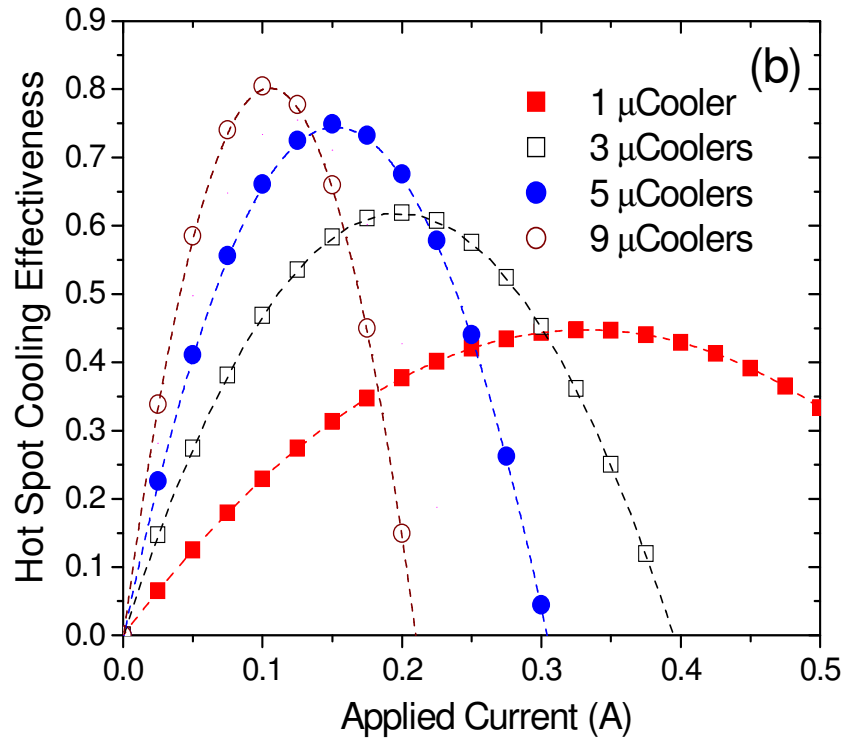 (b)
1 μCooler
3 μCoolers
5 μCoolers
9 μCoolers
Hot Spot Cooling Effectiveness
0.9
0.8
0.7
0.6
0.5
0.4
0.3
0.2
0.1
0.0
0.0 0.1 0.2 0.3 0.4 0.5
Applied Current (A)